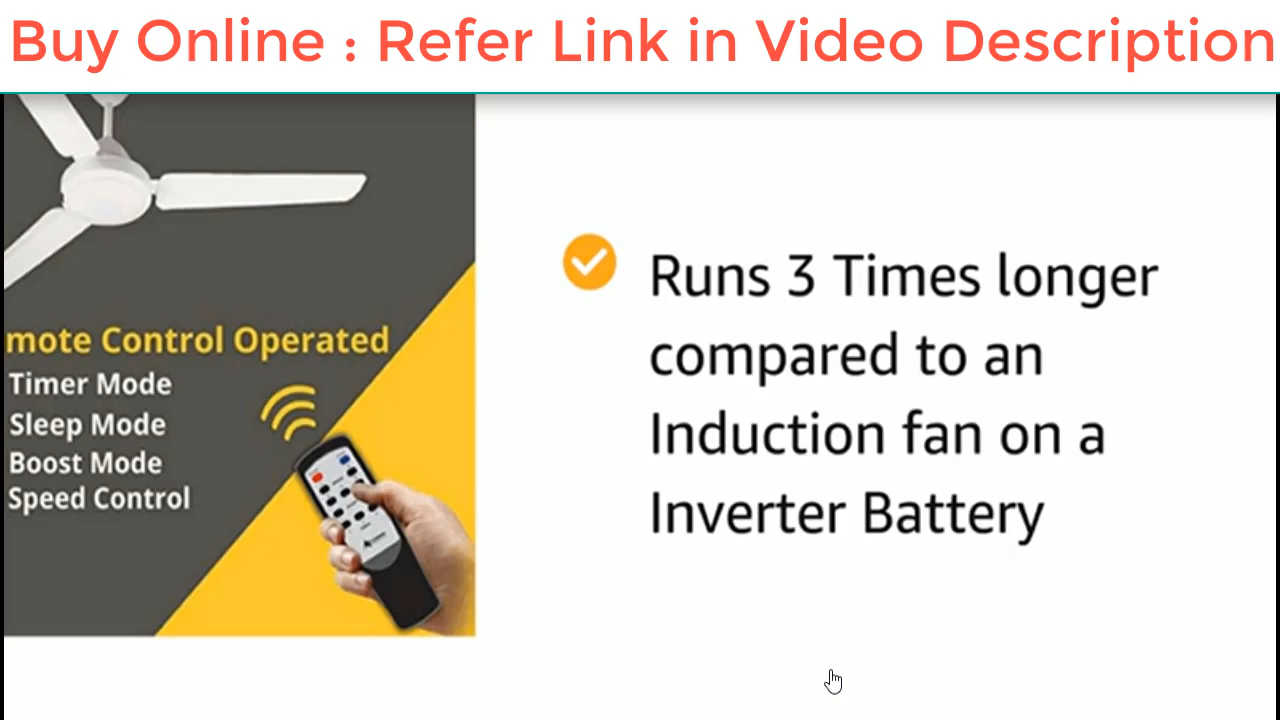 Buy Online : Refer Link in Video Description
mote Control Operated
Timer Mode
Sleep Mode
Boost Mode
Speed Control
Runs 3 Times longer
compared to an
Induction fan on a
Inverter Battery